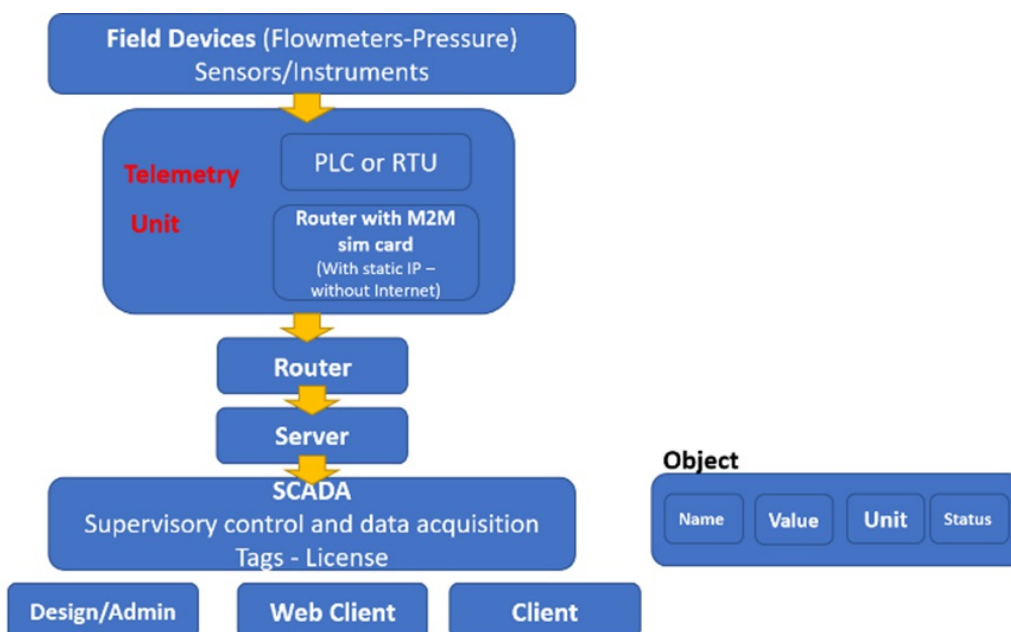 Field Devices (Flowmeters-Pressure)
Sensors/Instruments
Telemetry
Unit
PLC or RTU
Router with M2M
sim card
(With static IP –
without Internet)
Router
Server
SCADA
Supervisory control and data acquisition
Tags - License
Design/Admin
Web Client
Client
Object
Name
Value
Unit
Status